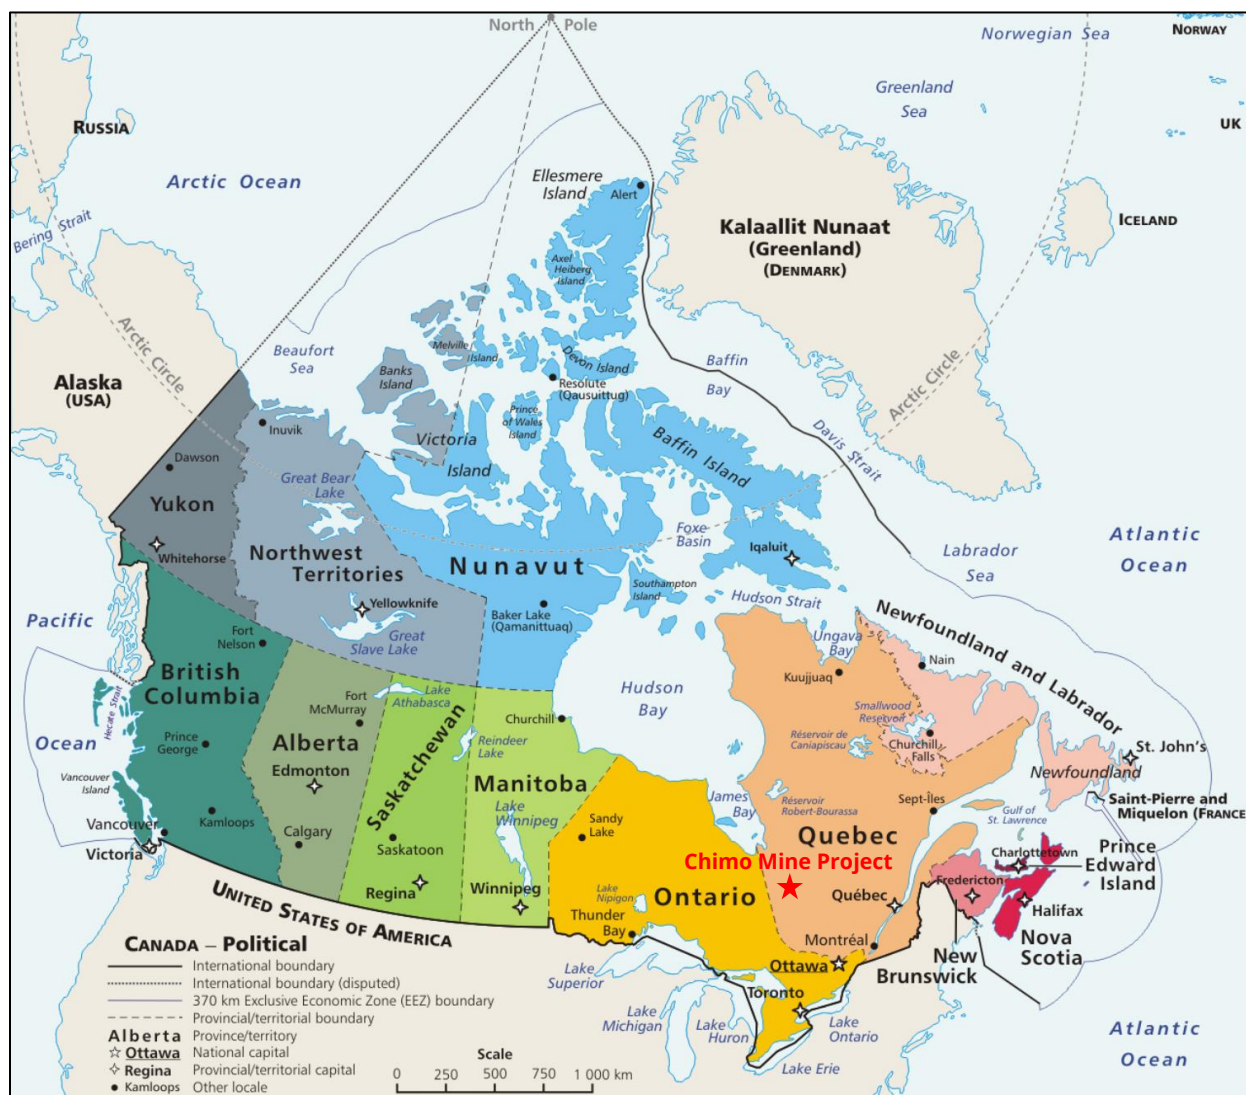 North Pole
Norwegian Sea
NORWAY
Greenland
Sea
RUSSIA
UK
Arctic Ocean
Ellesmere
Island
Alert
Bering Strait
Kalaallit Nunaat
(Greenland)
(DENMARK)
ICELAND
Axel
Heiberg
Island
Arctic Circle
Beaufort
Sea
Melville
Island
Devon Island
Baffin
Bay
Arctic Circle
Alaska
(USA)
Banks
Island
Resolute
(Qausuittug)
Prince
of Wales
Island
Davis Strait
Inuvik
Victoria
Island
Baffin Island
Dawson
Great Bear
Lake
Yukon
Foxe
Basin
Atlantic
Ocean
Whitehorse
Northwest
Territories
Nunavut
Iqaluit
Labrador
Sea
Southampton
Island
Hudson Strait
Yellowknife
Baker Lake
(Qamanittuaq)
Pacific
Fort
Nelson
Great
Slave Lake
Ungava
Bay
Newfoundland and Labrador
Nain
British
Columbia
Kuujjuaq
Hudson
Bay
Hecate Strait
Fort
McMurray
Lake
Athabasca
Smallwood
Reservoir
Churchill
Ocean
Prince
George
Alberta
Edmonton
Saskatchewan
Reindeer
Lake
Réservoir de
Caniapiscau
Churchill
Falls
St. John's
Vancouver
Island
Manitoba
Newfoundland
Lake
Winnipeg
Sandy
Lake
James
Bay
Réservoir
Robert-Bourassa
Sept-Îles
Saint-Pierre and
Miquelon (FRANCE
Kamloops
Gulf of
St. Lawrence
Vancouver
Calgary
Saskatoon
Quebec
Prince
Edward
Island
Victoria
Charlottetown
Chimo Mine Project
Regina
Winnipeg
Lake
Nipigon
Ontario
Québec
Fredericton
Halifax
UNITED STATES OF AMERICA
Thunder
Bay
Montréal
Nova
Scotia
New
Brunswick
Lake
Superior
Ottawa
Toronto
Lake
Michigan
Lake
Huron
Lake
Ontario
Lake Erie
Atlantic
Ocean
CANADA – Political
International boundary
International boundary (disputed)
370 km Exclusive Economic Zone (EEZ) boundary
Provincial/territorial boundary
Alberta Province/territory
Ottawa National capital
Regina Provincial/territorial capital
Kamloops Other locale
Scale
0 250 500 750 1 000 km